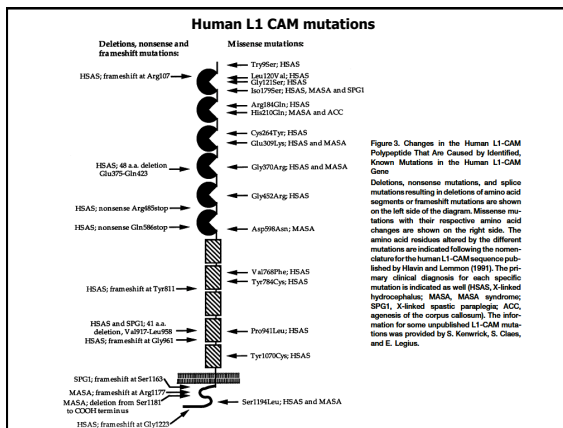 Human L1 CAM mutations
Deletions, nonsense and
frameshift mutations:
Missense mutations:
Try9Ser; HSAS
HSAS; frameshift at Arg107
Leu120Val; HSAS
Gly121Ser; HSAS
Iso179Ser; HSAS, MASA and SPG1
Arg184Gln; HSAS
His210Gln; MASA and ACC
Cys264Tyr; HSAS
Glu309Lys; HSAS and MASA
HSAS; 48 a.a. deletion
Glu375-Gln423
Gly370Arg; HSAS and MASA
Gly452Arg; HSAS
HSAS; nonsense Arg485stop
HSAS; nonsense Gln586stop
Asp598Asn; MASA
Val768Phe; HSAS
Tyr784Cys; HSAS
HSAS; frameshift at Tyr811
HSAS and SPG1; 41 a.a.
deletion, Val917-Leu958
HSAS; frameshift at Gly961
Pro941Leu; HSAS
Tyr1070Cys; HSAS
SPG1; frameshift at Ser1163
MASA; frameshift at Arg1177
MASA; deletion from Ser1181
to COOH terminus
Ser1194Leu; HSAS and MASA
HSAS; frameshift at Gly1223
Figure 3. Changes in the Human L1-CAM
Polypeptide That Are Caused by Identified,
Known Mutations in the Human L1-CAM
Gene
Deletions, nonsense mutations, and splice
mutations resulting in deletions of amino acid
segments or frameshift mutations are shown
on the left side of the diagram. Missense mu-
tations with their respective amino acid
changes are shown on the right side. The
amino acid residues altered by the different
mutations are indicated following the nomen-
clature for the human L1-CAM sequence pub-
lished by Hlavin and Lemmon (1991). The pri-
mary clinical diagnosis for each specific
mutation is indicated as well (HSAS, X-linked
hydrocephalus; MASA, MASA syndrome;
SPG1, X-linked spastic paraplegia; ACC,
agenesis of the corpus callosum). The infor-
mation for some unpublished L1-CAM muta-
tions was provided by S. Kenwrick, S. Claes,
and E. Legius.